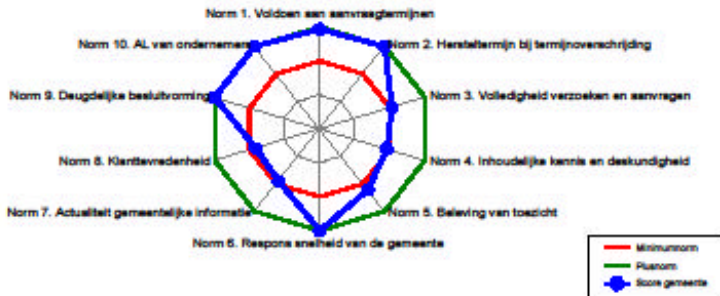 Norm 1. Voldoen aan aanvraagtermijnen
Norm 10. AL van ondernemers
Norm 2. Hersteltermijn bij termijnoverschrijding
Norm 9. Deugdelijke besluitvorming
Norm 3. Volledigheid verzoeken en aanvragen
Norm 8. Klanttevredenheid
Norm 4. Inhoudelijke kennis en deskundigheid
Norm 7. Actualiteit gemeentelijke informatie
Norm 5. Beleving van toezicht
Norm 6. Respons snelheid van de gemeente
Minimumnorm
Plusnorm
Score gemeente